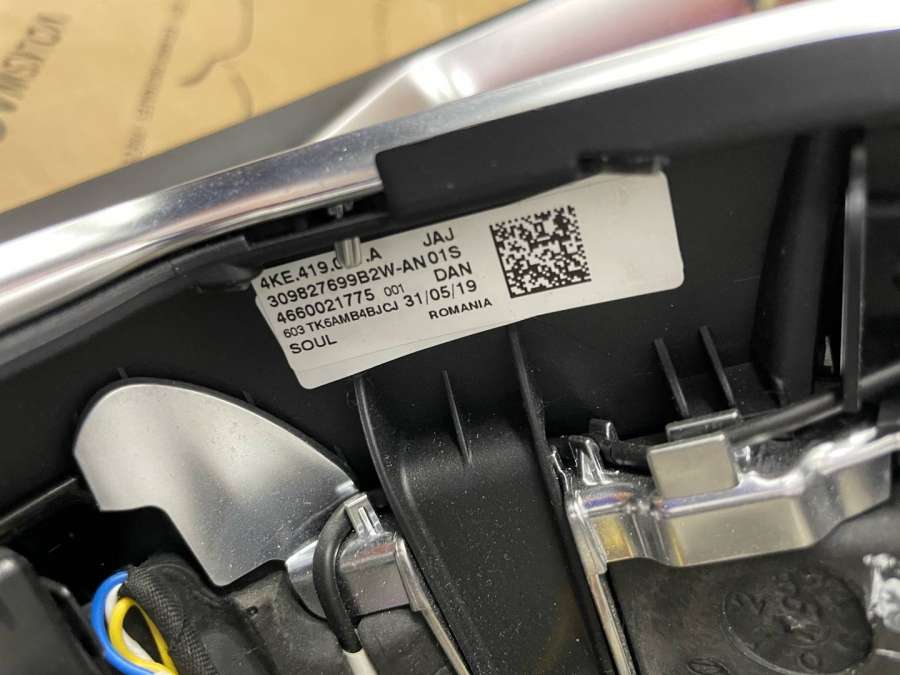 JAJ
309827699B2W-AN 01S
4660021775 001 DAN
603 TK6AMB4BJCJ 31/05/19
SOUL ROMANIA